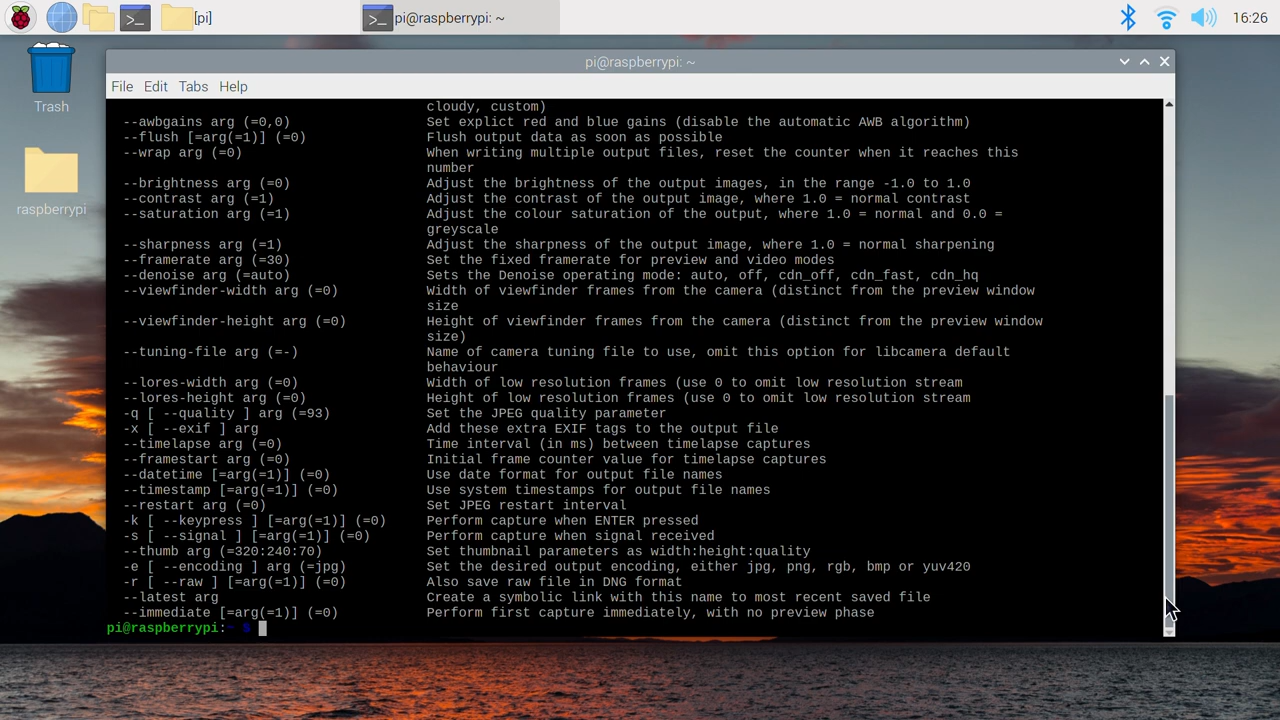 [pi]
pi@raspberrypi: ~
16:26
Trash
raspberrypi
pi@raspberrypi: ~
File Edit Tabs Help
cloudy, custom)
--awbgains arg (=0,0) Set explict red and blue gains (disable the automatic AWB algorithm)
--flush [=arg(=1)] (=0) Flush output data as soon as possible
--wrap arg (=0) When writing multiple output files, reset the counter when it reaches this
number
--brightness arg (=0) Adjust the brightness of the output images, in the range -1.0 to 1.0
--contrast arg (=1) Adjust the contrast of the output image, where 1.0 = normal contrast
--saturation arg (=1) Adjust the colour saturation of the output, where 1.0 = normal and 0.0 =
greyscale
--sharpness arg (=1) Adjust the sharpness of the output image, where 1.0 = normal sharpening
--framerate arg (=30) Set the fixed framerate for preview and video modes
--denoise arg (=auto) Sets the Denoise operating mode: auto, off, cdn_off, cdn_fast, cdn_hq
--viewfinder-width arg (=0) Width of viewfinder frames from the camera (distinct from the preview window
size
--viewfinder-height arg (=0) Height of viewfinder frames from the camera (distinct from the preview window
size)
--tuning-file arg (=-) Name of camera tuning file to use, omit this option for libcamera default
behaviour
--lores-width arg (=0) Width of low resolution frames (use 0 to omit low resolution stream
--lores-height arg (=0) Height of low resolution frames (use 0 to omit low resolution stream
-q [ --quality ] arg (=93) Set the JPEG quality parameter
-x [ --exif ] arg Add these extra EXIF tags to the output file
--timelapse arg (=0) Time interval (in ms) between timelapse captures
--framestart arg (=0) Initial frame counter value for timelapse captures
--datetime [=arg(=1)] (=0) Use date format for output file names
--timestamp [=arg(=1)] (=0) Use system timestamps for output file names
--restart arg (=0) Set JPEG restart interval
-k [ --keypress ] [=arg(=1)] (=0) Perform capture when ENTER pressed
-s [ --signal ] [=arg(=1)] (=0) Perform capture when signal received
--thumb arg (=320:240:70) Set thumbnail parameters as width:height:quality
-e [ --encoding ] arg (=jpg) Set the desired output encoding, either jpg, png, rgb, bmp or yuv420
-r [ --raw ] [=arg(=1)] (=0) Also save raw file in DNG format
--latest arg Create a symbolic link with this name to most recent saved file
--immediate [=arg(=1)] (=0) Perform first capture immediately, with no preview phase
pi@raspberrypi:~ $